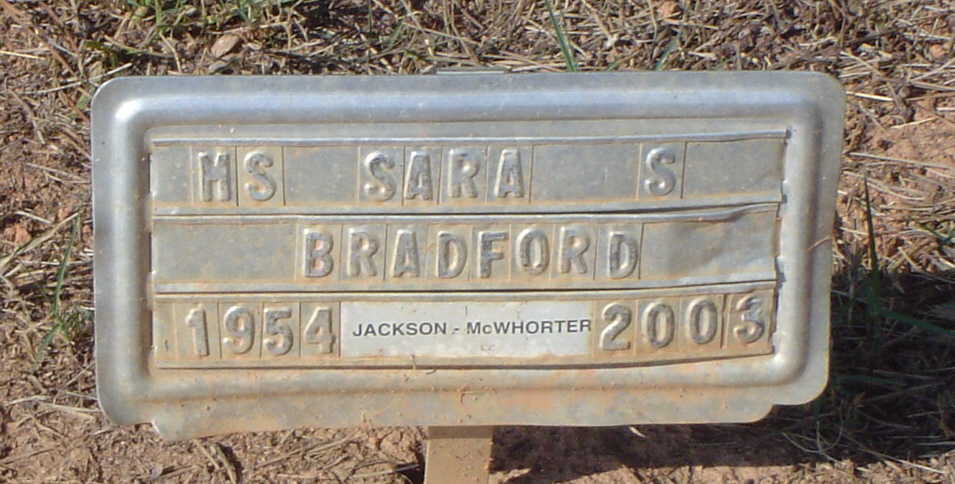 MS SARA S
BRADFORD
1954 JACKSON - McWHORTER 2003